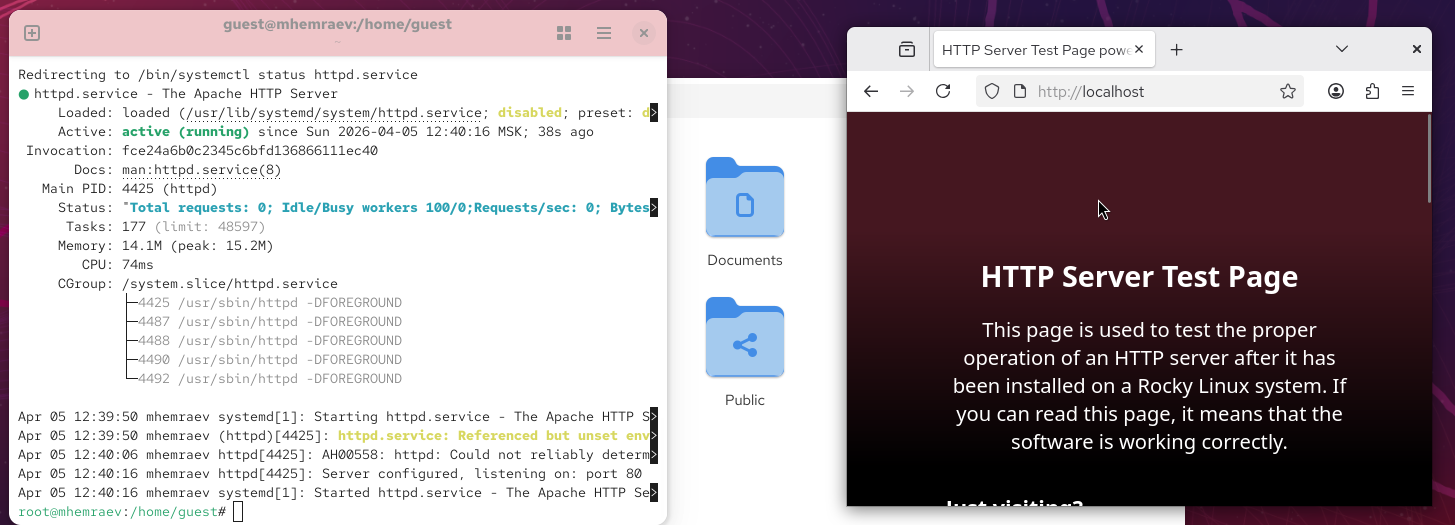 guest@mhemraev:/home/guest
~
Redirecting to /bin/systemctl status httpd.service
● httpd.service - The Apache HTTP Server
Loaded: loaded (/usr/lib/systemd/system/httpd.service; disabled; preset: d>
Active: active (running) since Sun 2026-04-05 12:40:16 MSK; 38s ago
Invocation: fce24a6b0c2345c6bfd136866111ec40
Docs: man:httpd.service(8)
Main PID: 4425 (httpd)
Status: "Total requests: 0; Idle/Busy workers 100/0;Requests/sec: 0; Bytes>
Tasks: 177 (limit: 48597)
Memory: 14.1M (peak: 15.2M)
CPU: 74ms
CGroup: /system.slice/httpd.service
├─4425 /usr/sbin/httpd -DFOREGROUND
├─4487 /usr/sbin/httpd -DFOREGROUND
├─4488 /usr/sbin/httpd -DFOREGROUND
├─4490 /usr/sbin/httpd -DFOREGROUND
└─4492 /usr/sbin/httpd -DFOREGROUND
Apr 05 12:39:50 mhemraev systemd[1]: Starting httpd.service - The Apache HTTP S>
Apr 05 12:39:50 mhemraev (httpd)[4425]: httpd.service: Referenced but unset env>
Apr 05 12:40:06 mhemraev httpd[4425]: AH00558: httpd: Could not reliably determ>
Apr 05 12:40:16 mhemraev httpd[4425]: Server configured, listening on: port 80
Apr 05 12:40:16 mhemraev systemd[1]: Started httpd.service - The Apache HTTP Se>
root@mhemraev:/home/guest#
Documents
Public
HTTP Server Test Page powe
http://localhost
HTTP Server Test Page
This page is used to test the proper
operation of an HTTP server after it has
been installed on a Rocky Linux system. If
you can read this page, it means that the
software is working correctly.
Just visiting?